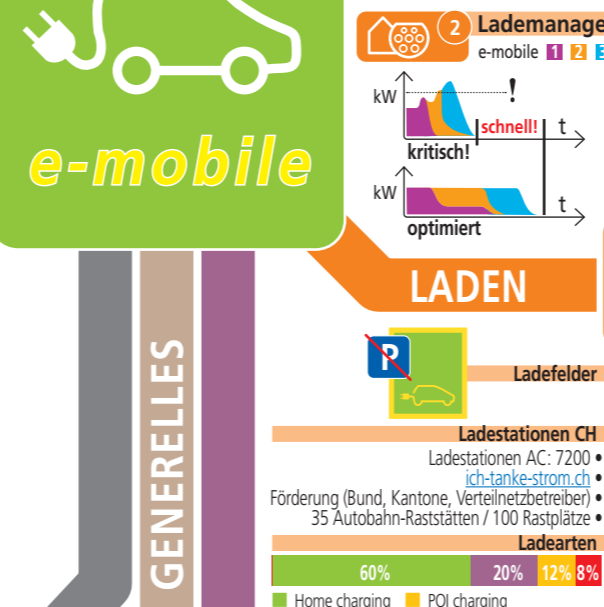 e-mobile
2 Lademanage
e-mobile 1 2 3
kW
!
schnell! t
kritisch!
kW
t
optimiert
LADEN
GENERELLES
P
Ladefelder
Ladestationen CH
Ladestationen AC: 7200 •
ich-tanke-strom.ch •
Förderung (Bund, Kantone, Verteilnetzbetreiber) •
35 Autobahn-Raststätten / 100 Rastplätze •
Ladearten
60% 20% 12% 8%
Home charging POI charging